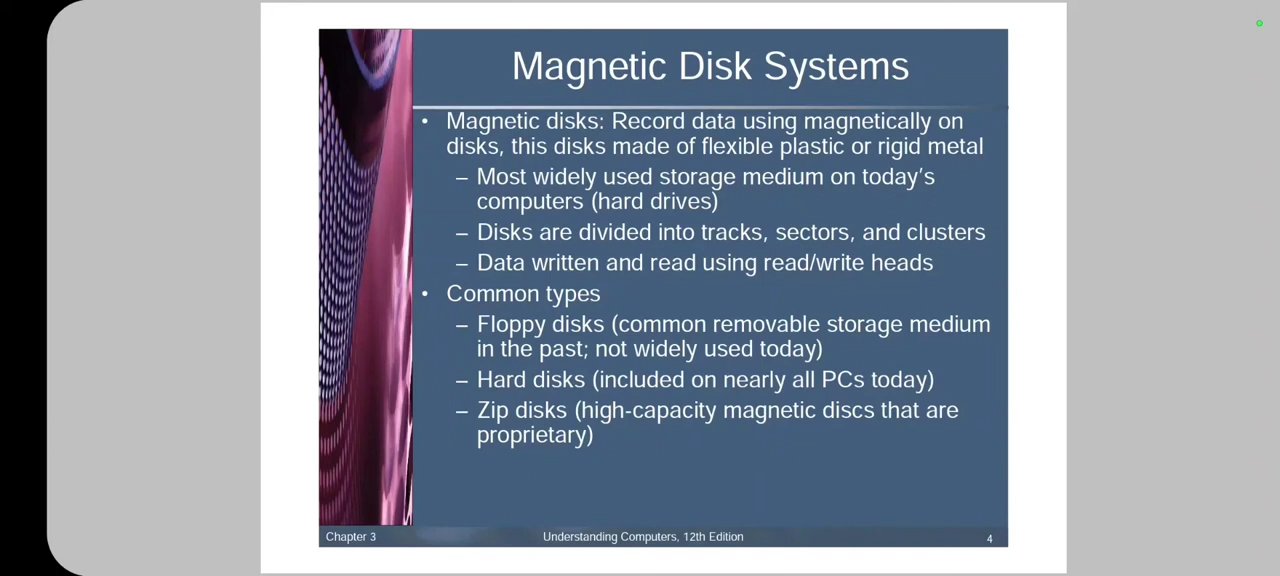 Magnetic Disk Systems
• Magnetic disks: Record data using magnetically on
disks, this disks made of flexible plastic or rigid metal
– Most widely used storage medium on today's
computers (hard drives)
– Disks are divided into tracks, sectors, and clusters
– Data written and read using read/write heads
• Common types
– Floppy disks (common removable storage medium
in the past; not widely used today)
– Hard disks (included on nearly all PCs today)
– Zip disks (high-capacity magnetic discs that are
proprietary)
Chapter 3
Understanding Computers, 12th Edition
4